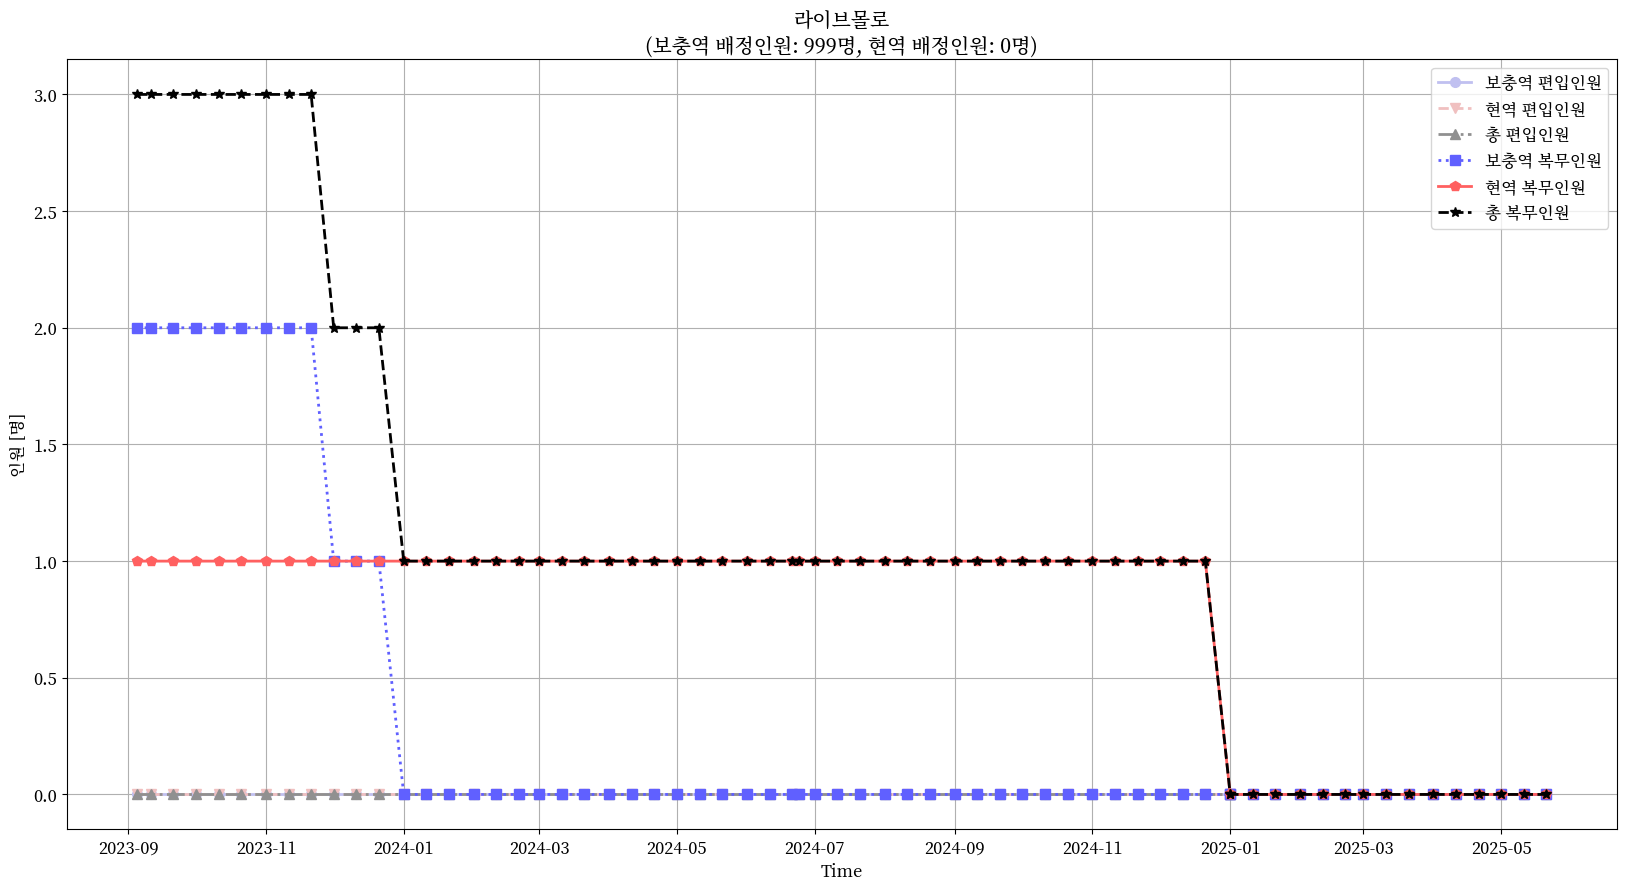 라이브몰로
(보충역 배정인원: 999명, 현역 배정인원: 0명)
보충역 편입인원
현역 편입인원
총 편입인원
보충역 복무인원
현역 복무인원
총 복무인원
인원 [명]
3.0
2.5
2.0
1.5
1.0
0.5
0.0
2023-09
2023-11
2024-01
2024-03
2024-05
2024-07
2024-09
2024-11
2025-01
2025-03
2025-05
Time